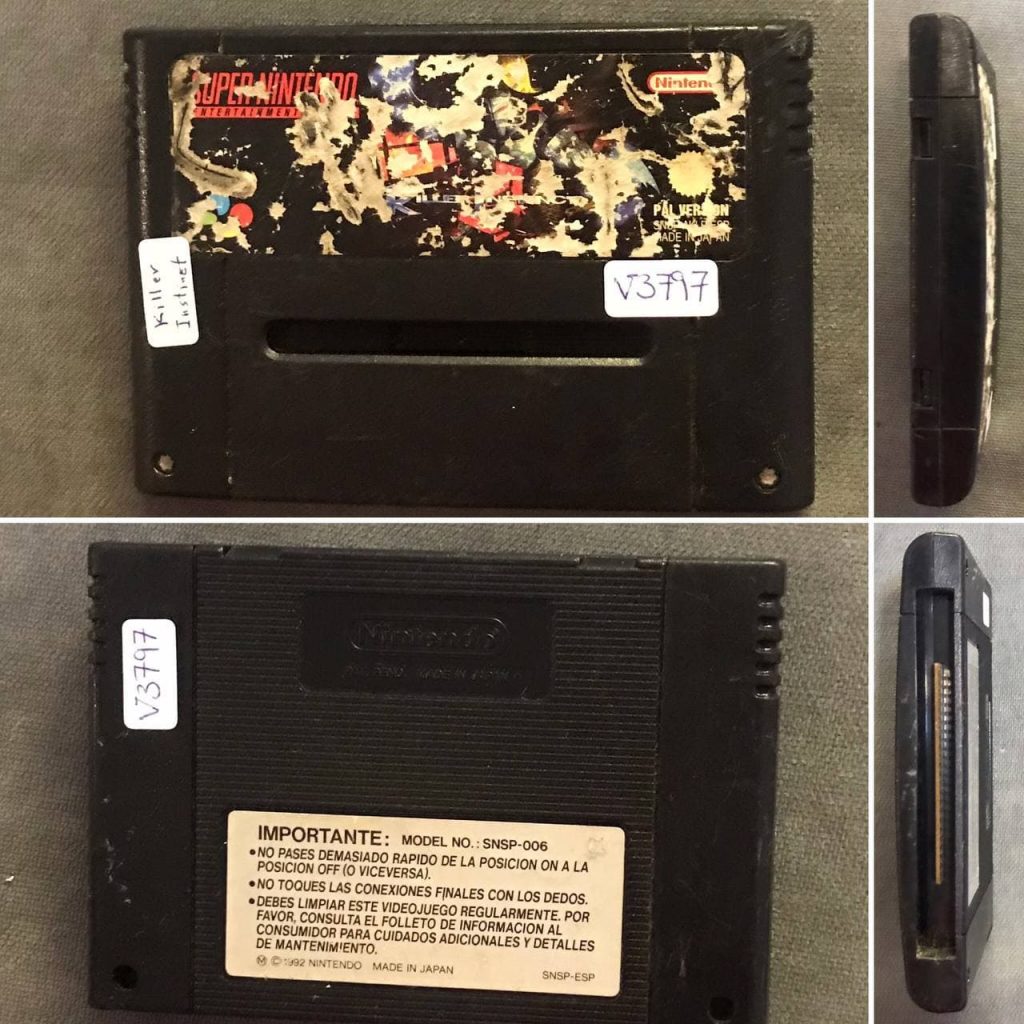 SUPER NINTENDO
ENTERTAINMENT
Nintendo
PAL VERSION
MADE IN JAPAN
Killer
Instinct
V3797
V3797
Nintendo
IMPORTANTE: MODEL NO.: SNSP-006
•NO PASES DEMASIADO RAPIDO DE LA POSICION ON A LA
POSICION OFF (O VICEVERSA).
•NO TOQUES LAS CONEXIONES FINALES CON LOS DEDOS.
•DEBES LIMPIAR ESTE VIDEOJUEGO REGULARMENTE. POR
FAVOR, CONSULTA EL FOLLETO DE INFORMACION AL
CONSUMIDOR PARA CUIDADOS ADICIONALES Y DETALLES
DE MANTENIMIENTO.
Ⓜ ©1992 NINTENDO MADE IN JAPAN
SNSP-ESP